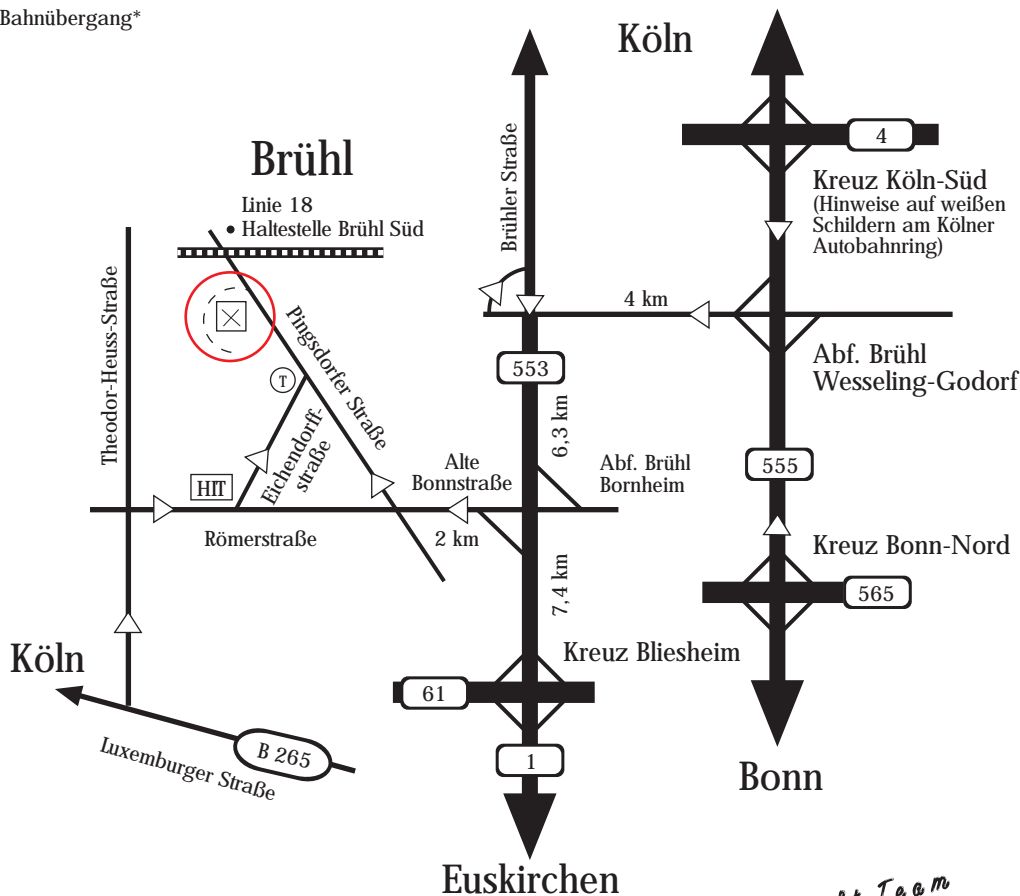 Bahnübergang*
Köln
4
Kreuz Köln-Süd
(Hinweise auf weißen
Schildern am Kölner
Autobahnring)
Brühler Straße
Brühl
Linie 18
• Haltestelle Brühl Süd
4 km
Theodor-Heuss-Straße
Pingsdorfer Straße
Abf. Brühl
Wesseling-Godorf
553
T
6,3 km
Eichendorff-
straße
Alte
Bonnstraße
Abf. Brühl
Bornheim
555
HIT
Römerstraße
2 km
Kreuz Bonn-Nord
7,4 km
565
Köln
Kreuz Bliesheim
61
Luxemburger Straße
B 265
1
Bonn
Euskirchen
Team